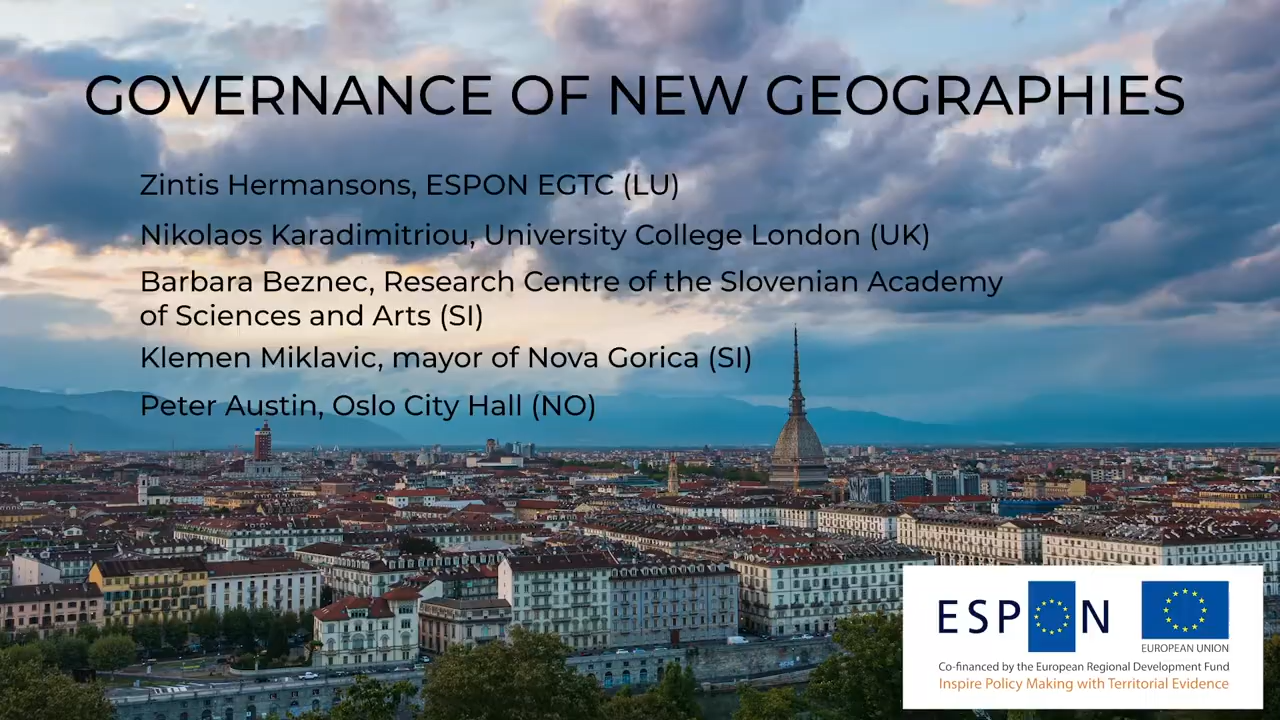 GOVERNANCE OF NEW GEOGRAPHIES
Zintis Hermansons, ESPON EGTC (LU)
Nikolaos Karadimitriou, University College London (UK)
Barbara Beznec, Research Centre of the Slovenian Academy
of Sciences and Arts (SI)
Klemen Miklavic, mayor of Nova Gorica (SI)
Peter Austin, Oslo City Hall (NO)
ESPON
EUROPEAN UNION
Co-financed by the European Regional Development Fund
Inspire Policy Making with Territorial Evidence